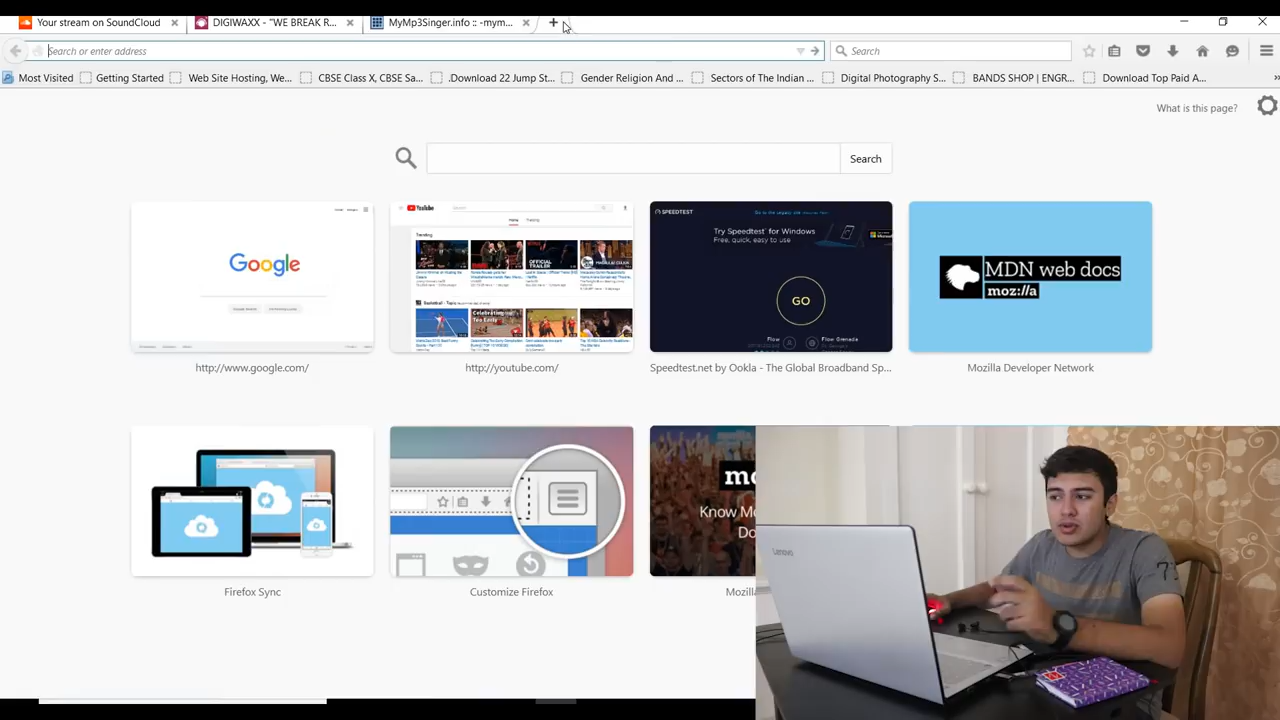 Your stream on SoundCloud
DIGIWAXX - "WE BREAK R...
MyMp3Singer.info :: -mym...
Search or enter address
Search
Most Visited
Getting Started
Web Site Hosting, We...
CBSE Class X, CBSE Sa...
.Download 22 Jump St...
Gender Religion And ...
Sectors of The Indian ...
Digital Photography S...
BANDS SHOP | ENGR...
Download Top Paid A...
What is this page?
Search
Google
YouTube
Home
Trending
SPEEDTEST
Try Speedtest® for Windows
Free, quick, easy to use
GO
MDN web docs
moz://a
http://www.google.com/
http://youtube.com/
Speedtest.net by Ookla - The Global Broadband Sp...
Mozilla Developer Network
Firefox Sync
Customize Firefox
Lenovo